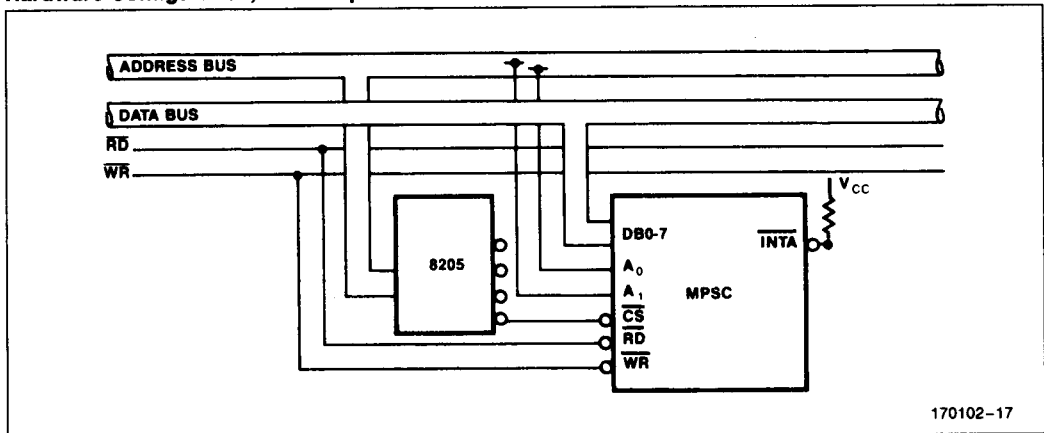 ADDRESS BUS
DATA BUS
RD
WR
VCC
8205
DB0-7
INTA
A0
A1
MPSC
CS
RD
WR
170102-17